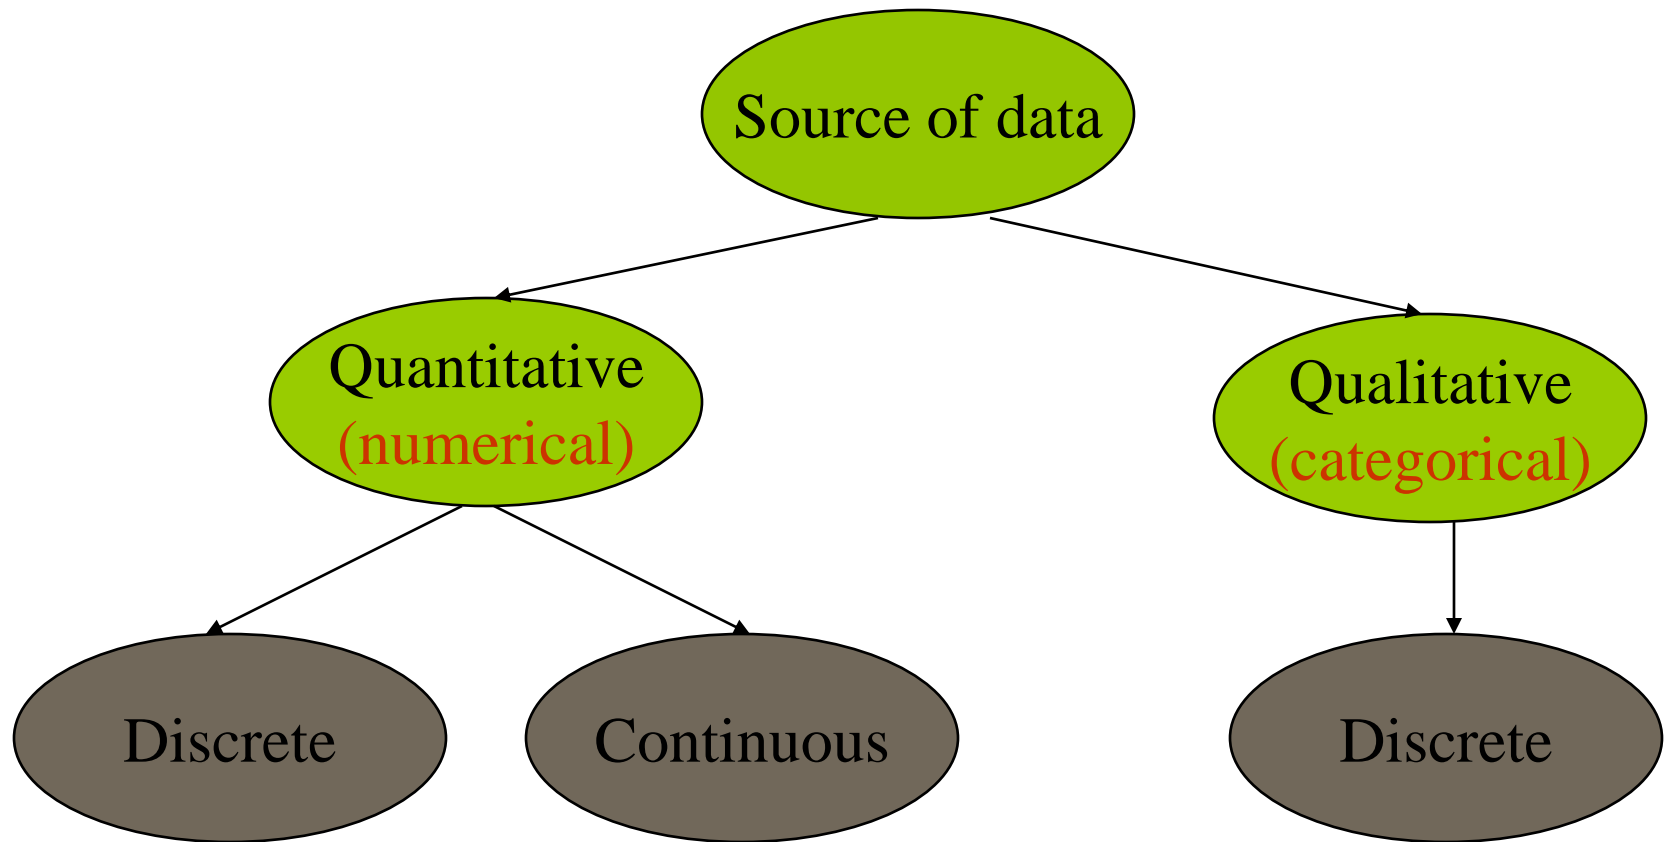 Source of data
Quantitative
(numerical)
Qualitative
(categorical)
Discrete
Continuous
Discrete